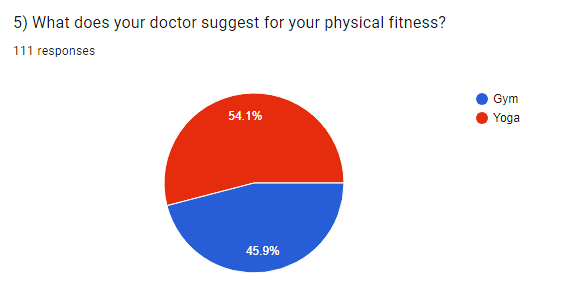 5) What does your doctor suggest for your physical fitness?
111 responses
Gym
Yoga
54.1%
45.9%